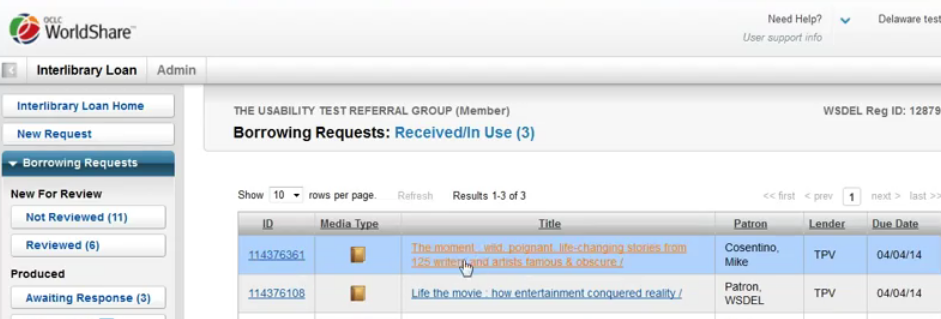 OCLC
WorldShare™
Need Help?
Delaware test
User support info
Interlibrary Loan
Admin
Interlibrary Loan Home
New Request
Borrowing Requests
New For Review
Not Reviewed (11)
Reviewed (6)
Produced
Awaiting Response (3)
THE USABILITY TEST REFERRAL GROUP (Member)
WSDEL Reg ID: 12879
Borrowing Requests: Received/In Use (3)
Show 10 rows per page. Refresh Results 1-3 of 3
<< first < prev 1 next > last >>
ID Media Type Title Patron Lender Due Date
114376361 The moment : wild, poignant, life-changing stories from
125 writers and artists famous & obscure / Cosentino,
Mike TPV 04/04/14
114376108 Life the movie : how entertainment conquered reality / Patron,
WSDEL TPV 04/04/14